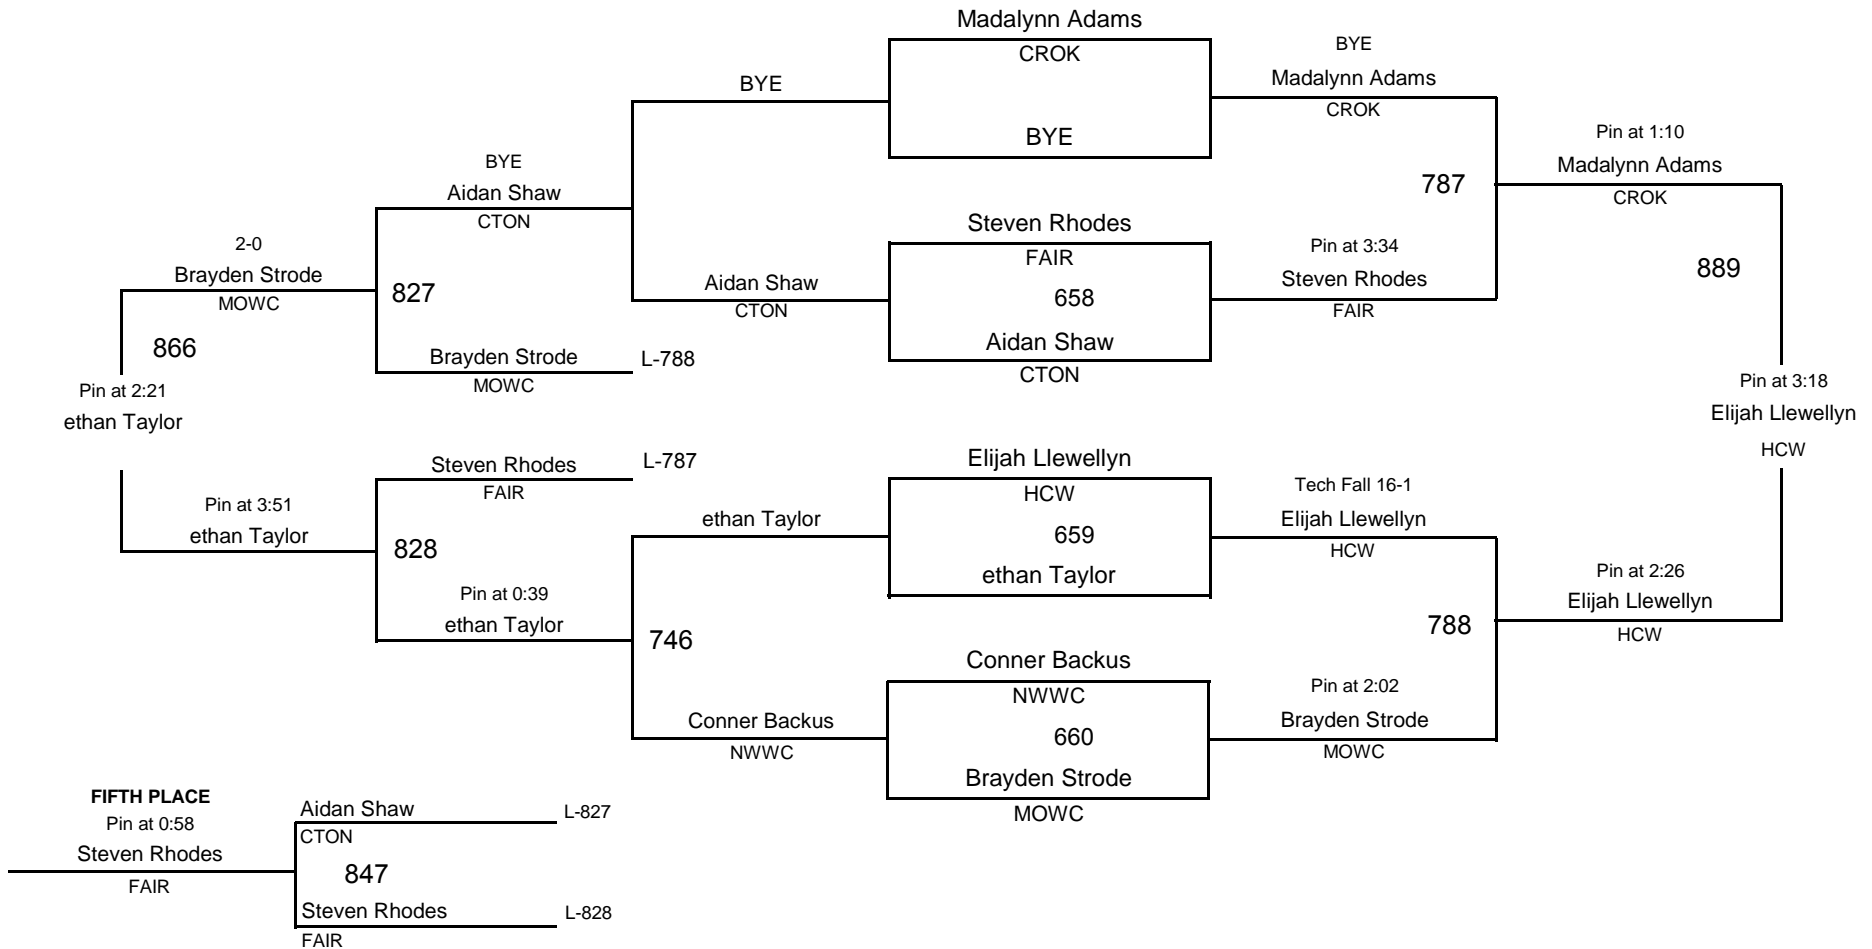 Madalynn Adams
CROK
BYE
BYE
Madalynn Adams
CROK
BYE
Pin at 1:10
Madalynn Adams
CROK
BYE
Aidan Shaw
CTON
787
Steven Rhodes
FAIR
658
Aidan Shaw
CTON
Pin at 3:34
Steven Rhodes
FAIR
889
2-0
Brayden Strode
MOWC
827
Aidan Shaw
CTON
866
Brayden Strode
MOWC
L-788
Pin at 2:21
ethan Taylor
Pin at 3:18
Elijah Llewellyn
HCW
Steven Rhodes
FAIR
L-787
Elijah Llewellyn
HCW
659
ethan Taylor
Tech Fall 16-1
Elijah Llewellyn
HCW
Pin at 3:51
ethan Taylor
828
ethan Taylor
Pin at 0:39
ethan Taylor
746
788
Pin at 2:26
Elijah Llewellyn
HCW
Conner Backus
NWWC
660
Brayden Strode
MOWC
Pin at 2:02
Brayden Strode
MOWC
Conner Backus
NWWC
FIFTH PLACE
Pin at 0:58
Steven Rhodes
FAIR
Aidan Shaw
CTON
L-827
847
Steven Rhodes
FAIR
L-828